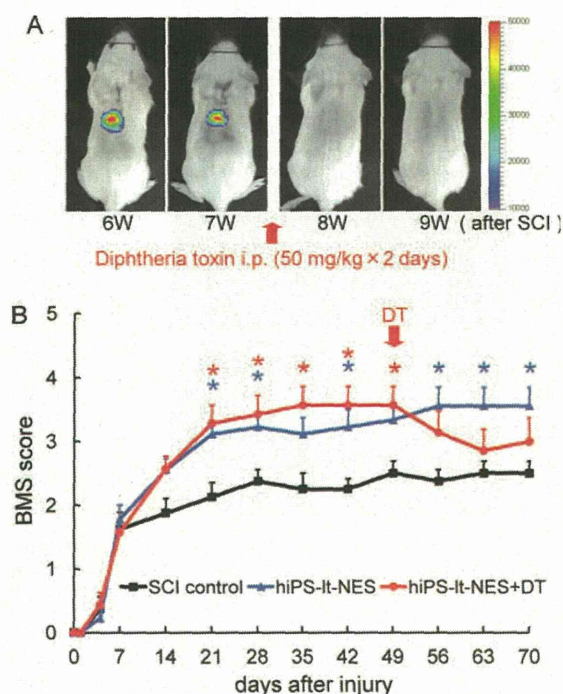 A
50000
40000
30000
20000
10000
6W 7W 8W 9W ( after SCI )
Diphtheria toxin i.p. (50 mg/kg × 2 days)
B
DT
5
4
3
2
1
0
BMS score
* * * * * * * *
* * *
SCI control hiPS-lt-NES hiPS-lt-NES+DT
0 7 14 21 28 35 42 49 56 63 70
days after injury